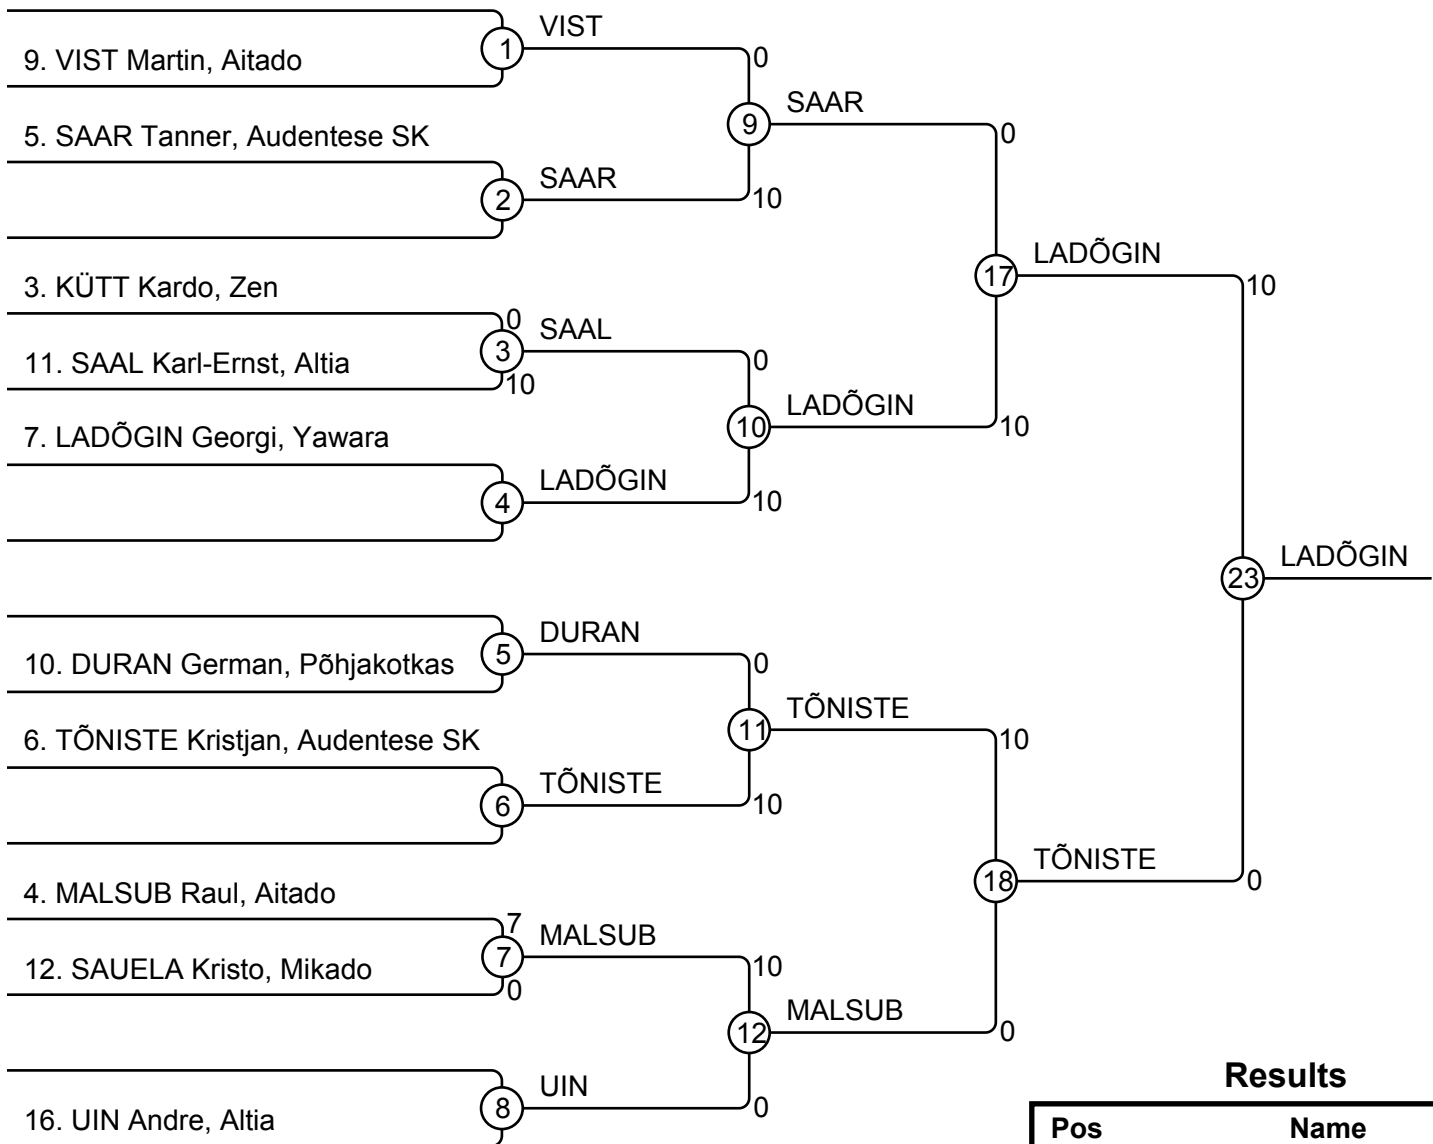 VIST
9. VIST Martin, Aitado
1
0
SAAR
5. SAAR Tanner, Audentese SK
9
0
SAAR
2
10
LADÕGIN
3. KÜTT Kardo, Zen
17
10
0
SAAL
11. SAAL Karl-Ernst, Altia
3
0
10
LADÕGIN
7. LADÕGIN Georgi, Yawara
10
10
LADÕGIN
4
10
LADÕGIN
23
DURAN
10. DURAN German, Põhjakotkas
5
0
TÕNISTE
6. TÕNISTE Kristjan, Audentese SK
11
10
TÕNISTE
6
10
TÕNISTE
4. MALSUB Raul, Aitado
18
0
7
MALSUB
12. SAUELA Kristo, Mikado
7
10
0
MALSUB
12
0
Results
UIN
16. UIN Andre, Altia
8
0
Pos Name